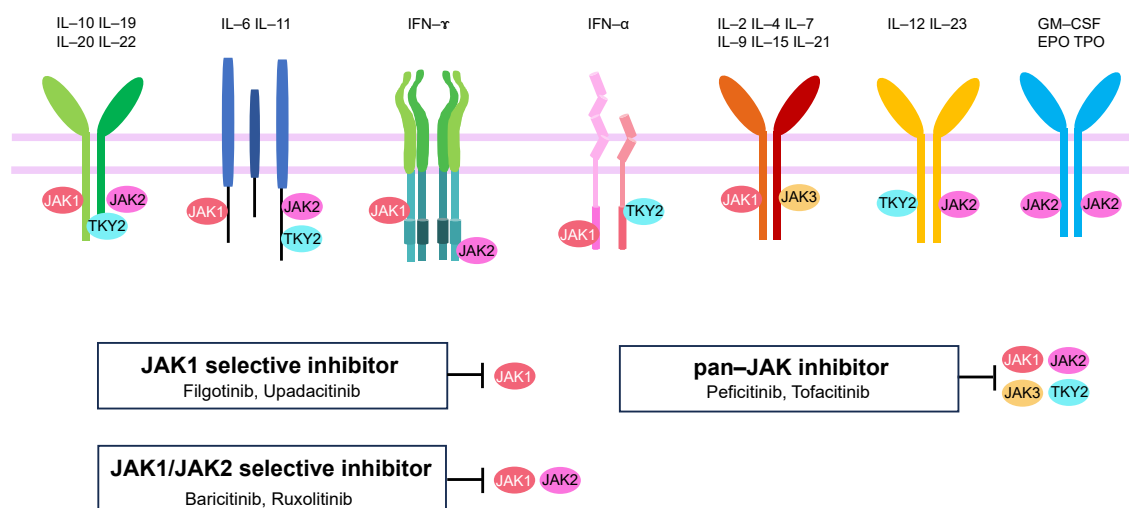 IL–10 IL–19
IL–20 IL–22
IL–6 IL–11
IFN–ɤ
IFN–α
IL–2 IL–4 IL–7
IL–9 IL–15 IL–21
IL–12 IL–23
GM–CSF
EPO TPO
JAK1
JAK2
TKY2
JAK1
JAK2
TKY2
JAK1
JAK2
JAK1
TKY2
JAK1
JAK3
TKY2
JAK2
JAK2
JAK2
JAK1 selective inhibitor
Filgotinib, Upadacitinib
JAK1
pan–JAK inhibitor
Peficitinib, Tofacitinib
JAK1 JAK2
JAK3 TKY2
JAK1/JAK2 selective inhibitor
Baricitinib, Ruxolitinib
JAK1 JAK2